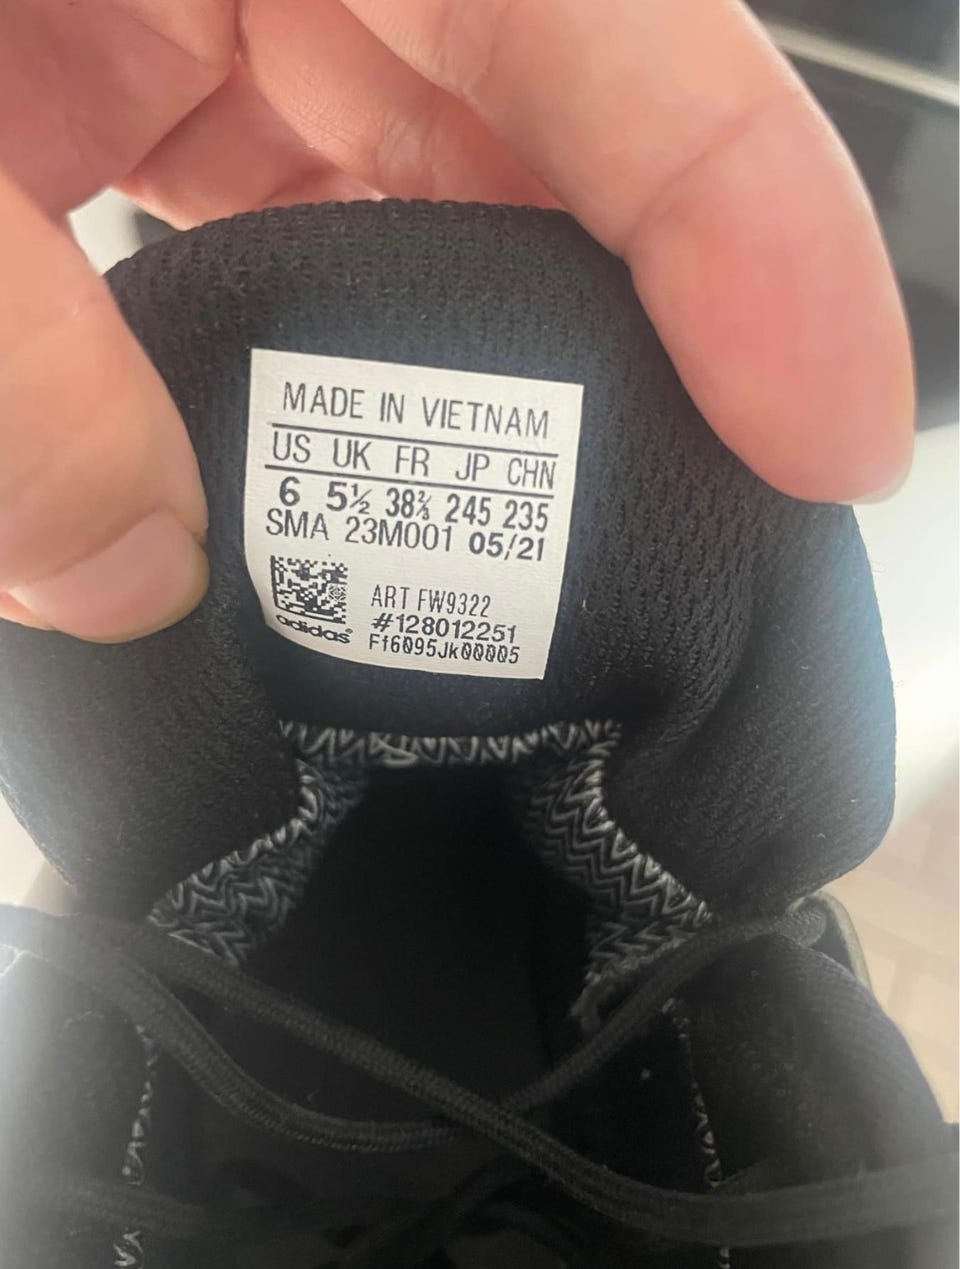 MADE IN VIETNAM
US UK FR JP CHN
6 5½ 38⅔ 245 235
SMA 23M001 05/21
ART FW9322
#128012251
adidas®
Ff6095Jk00005